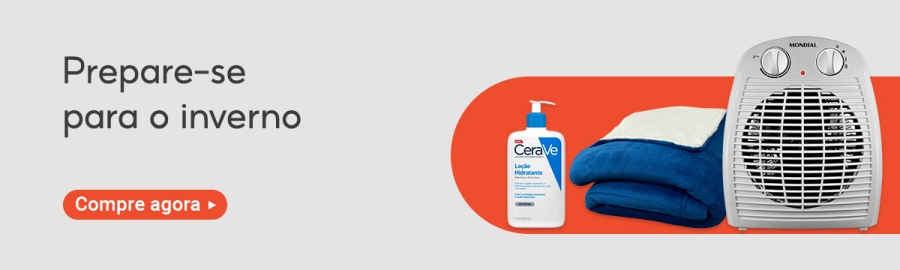 Prepare-se
para o inverno
Compre agora
MONDIAL
CeraVe
Loção
Hidratante